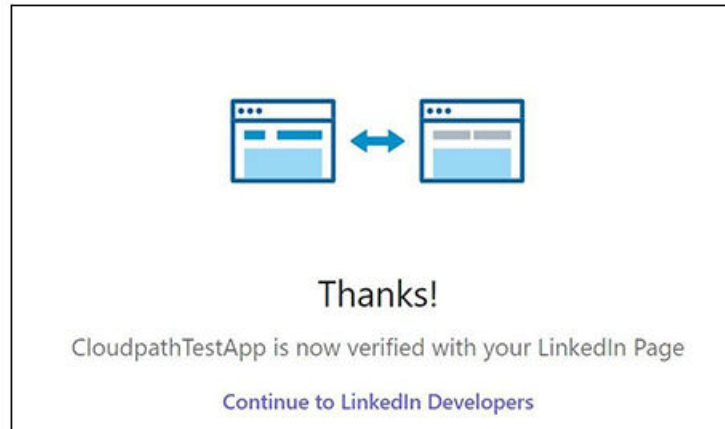 Thanks!
CloudpathTestApp is now verified with your LinkedIn Page
Continue to LinkedIn Developers